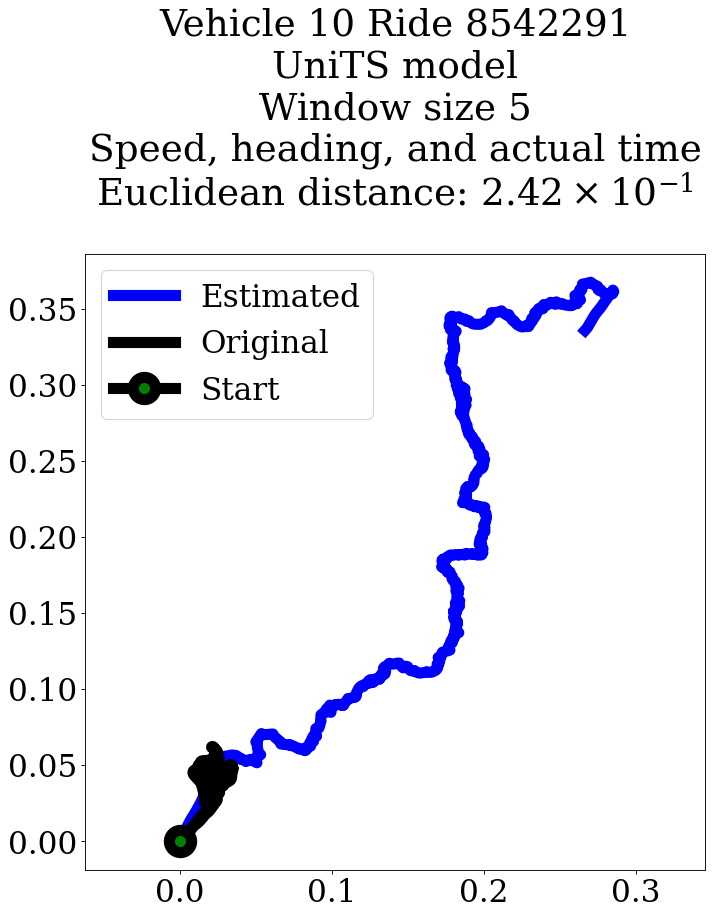 Vehicle 10 Ride 8542291
UniTS model
Window size 5
Speed, heading, and actual time
Euclidean distance: 2.42 × 10⁻¹
Estimated
Original
Start
0.35
0.30
0.25
0.20
0.15
0.10
0.05
0.00
0.0 0.1 0.2 0.3